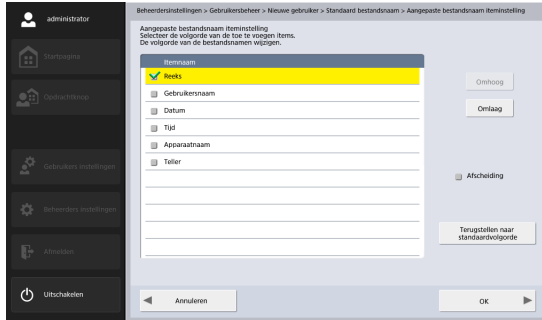 administrator
Beheerdersinstellingen > Gebruikersbeheer > Nieuwe gebruiker > Standaard bestandsnaam > Aangepaste bestandsnaam iteminstelling
Aangepaste bestandsnaam iteminstelling
Selecteer de volgorde van de toe te voegen items.
De volgorde van de bestandsnamen wijzigen.
Startpagina
Opdrachtknop
Gebruikers instellingen
Beheerders instellingen
Afmelden
Uitschakelen
Itemnaam
Reeks
Gebruikersnaam
Datum
Tijd
Apparaatnaam
Teller
Omhoog
Omlaag
Afscheiding
Terugstellen naar
standaardvolgorde
Annuleren
OK